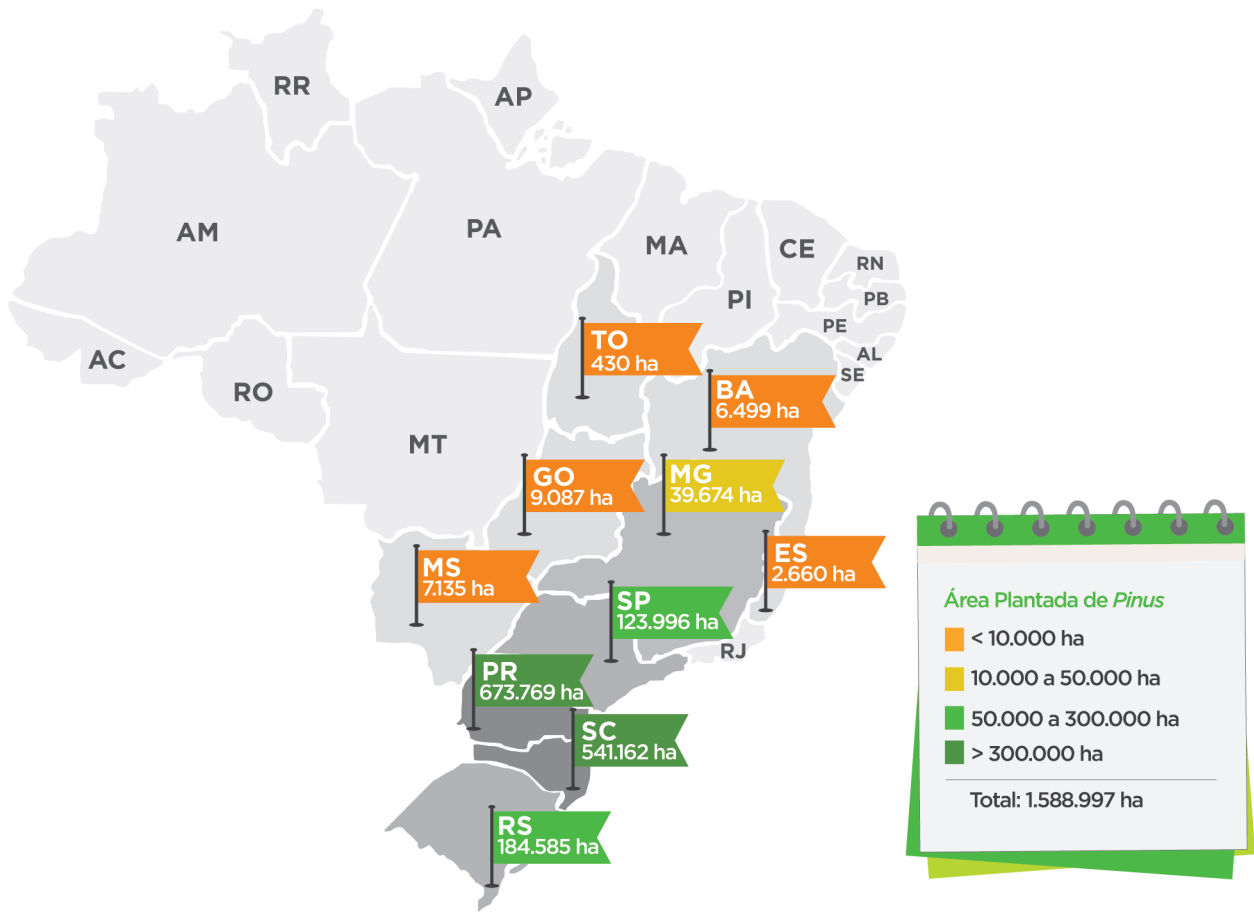 RR
AP
AM
PA
MA
CE
RN
PI
PB
PE
TO
430 ha
AL
AC
SE
RO
BA
6.499 ha
MT
GO
9.087 ha
MG
39.674 ha
MS
7.135 ha
ES
2.660 ha
SP
123.996 ha
RJ
PR
673.769 ha
SC
541.162 ha
RS
184.585 ha
Área Plantada de Pinus
< 10.000 ha
10.000 a 50.000 ha
50.000 a 300.000 ha
> 300.000 ha
Total: 1.588.997 ha